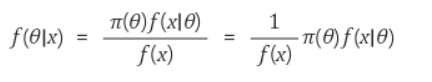 f(θ|x) = π(θ)f(x|θ) / f(x) = 1 / f(x) π(θ)f(x|θ)